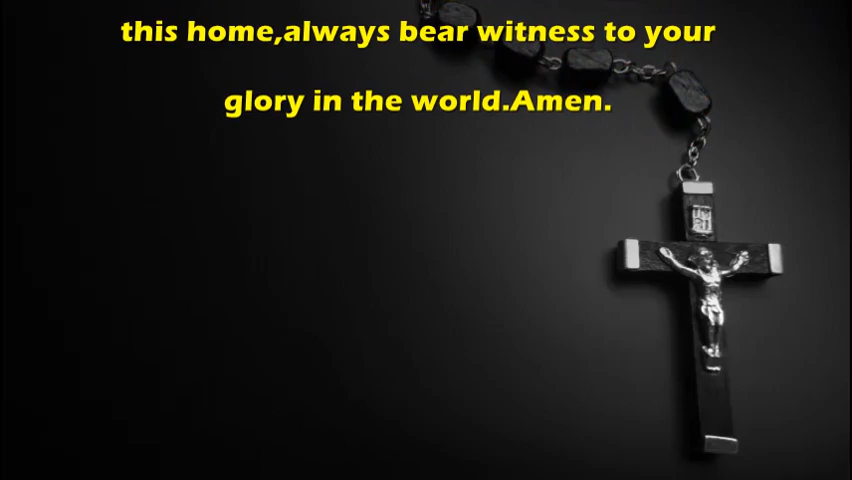 this home,always bear witness to your
glory in the world.Amen.